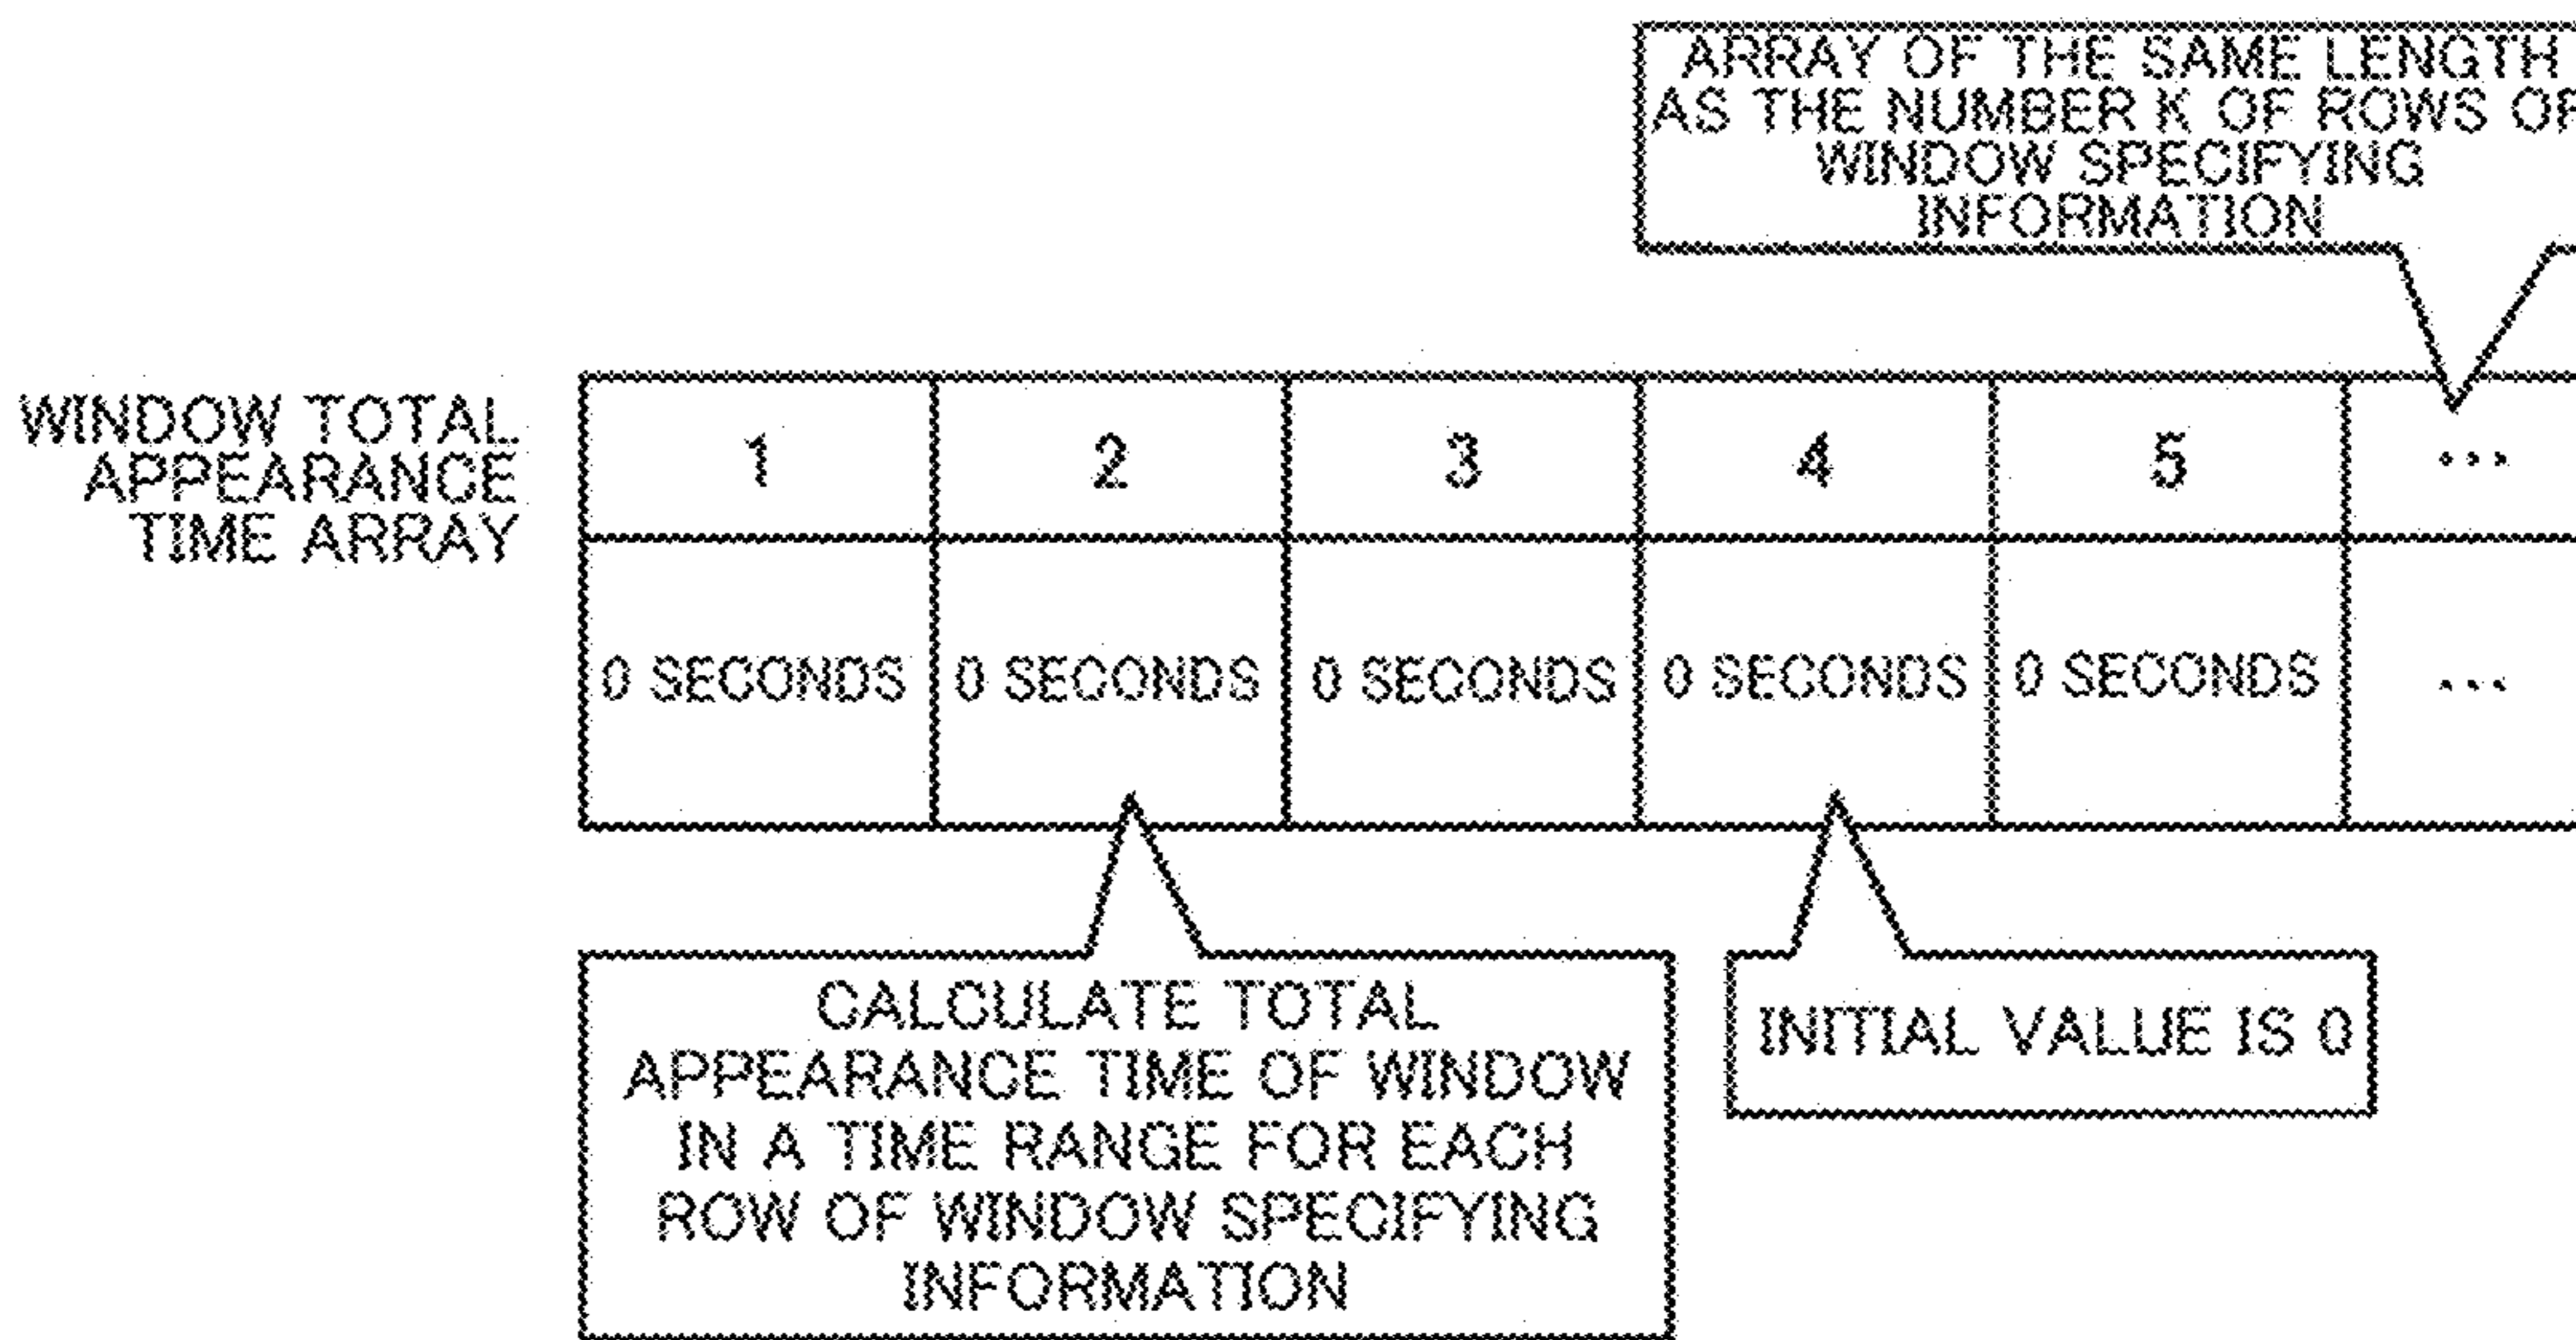 ARRAY OF THE SAME LENGTH
AS THE NUMBER K OF ROWS OF
WINDOW SPECIFYING
INFORMATION
WINDOW TOTAL
APPEARANCE
TIME ARRAY
1 2 3 4 5 ...
0 SECONDS 0 SECONDS 0 SECONDS 0 SECONDS 0 SECONDS ...
CALCULATE TOTAL
APPEARANCE TIME OF WINDOW
IN A TIME RANGE FOR EACH
ROW OF WINDOW SPECIFYING
INFORMATION
INITIAL VALUE IS 0